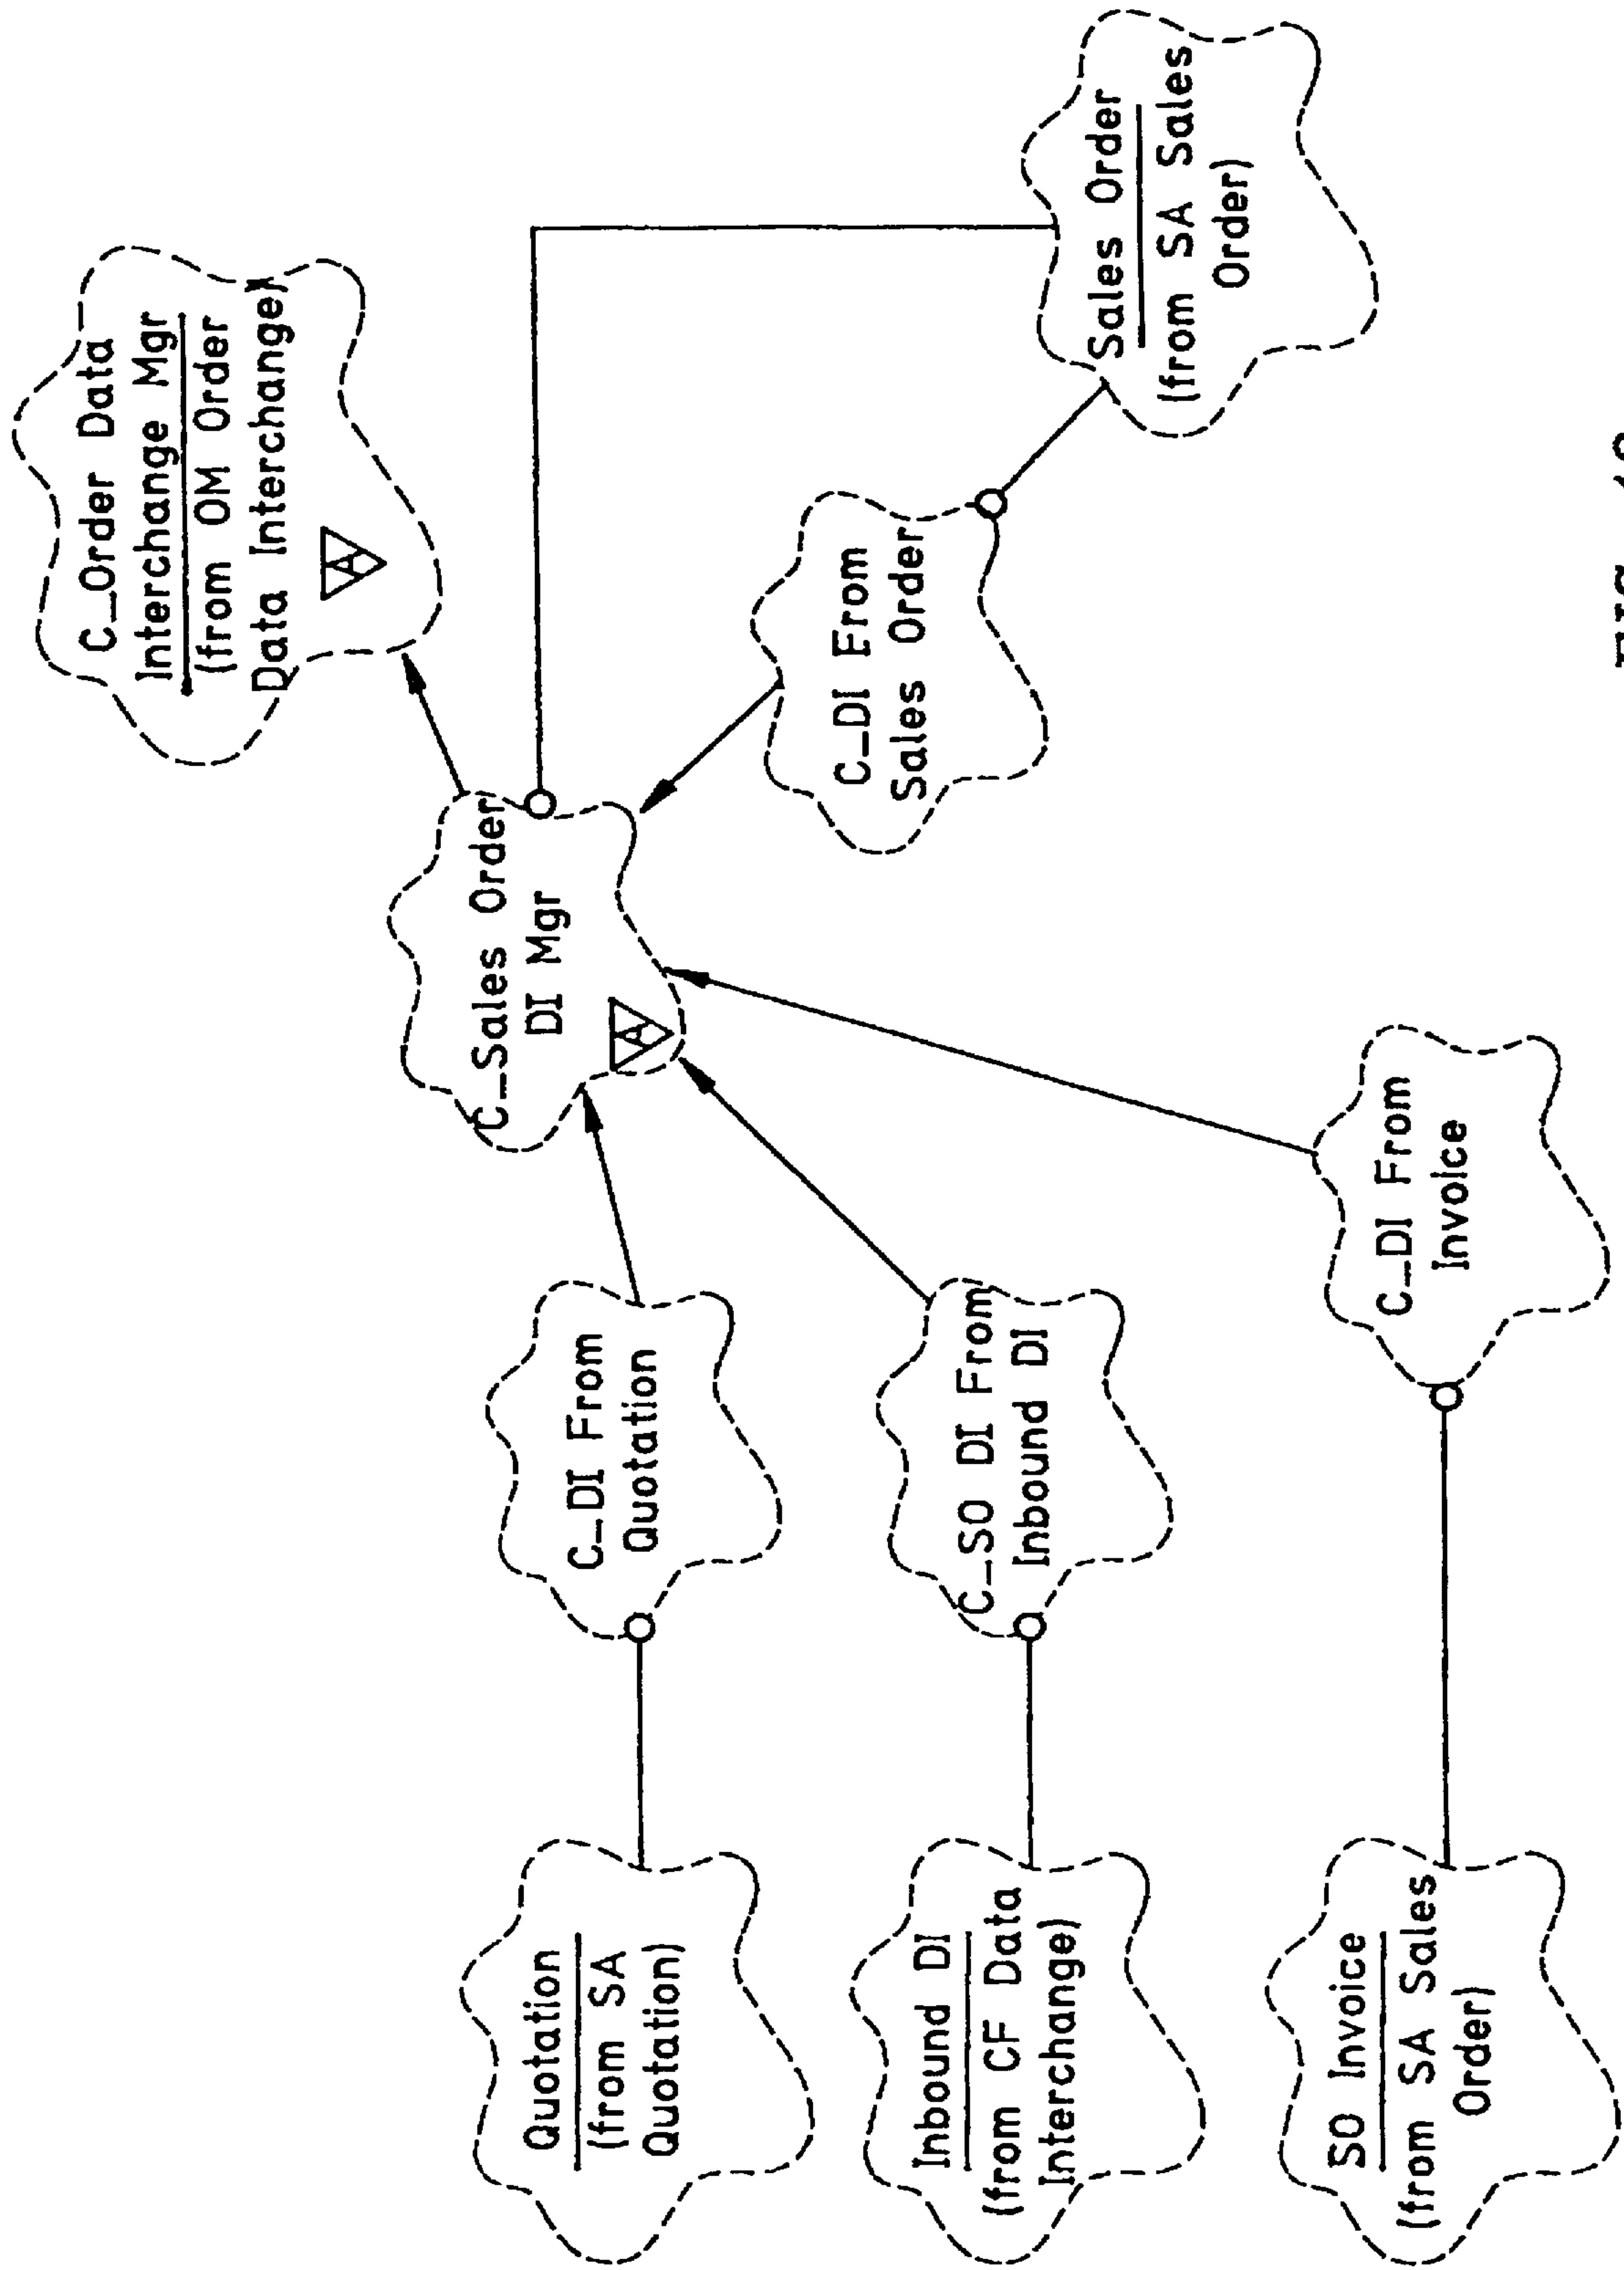 C_Order Data
Interchange Mgr
(from OM Order
Data Interchange)
A
C_Sales Order
DI Mgr
A
C_DI From
Quotation
Quotation
(from SA
Quotation)
C_DI From
Sales Order
Sales Order
(from SA Sales
Order)
C_SO DI From
Inbound DI
Inbound DI
(from CF Data
Interchange)
C_DI From
Invoice
SO Invoice
(from SA Sales
Order)